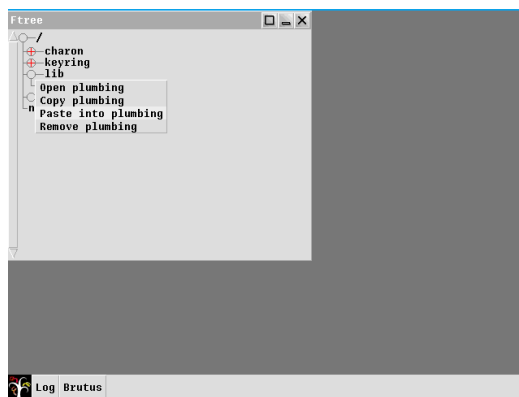 Ftree
/
charon
keyring
lib
Open plumbing
Copy plumbing
n
Paste into plumbing
Remove plumbing
Log Brutus